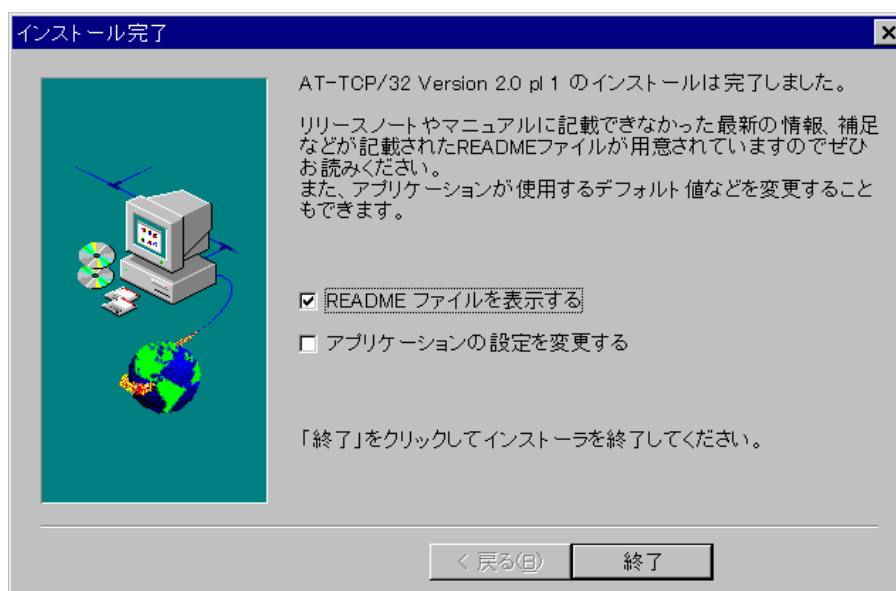 インストール完了
AT-TCP/32 Version 2.0 pl 1 のインストールは完了しました。
リリースノートやマニュアルに記載できなかった最新の情報、補足
などが記載されたREADMEファイルが用意されていますのでぜひ
お読みください。
また、アプリケーションが使用するデフォルト値などを変更すること
もできます。
README ファイルを表示する
アプリケーションの設定を変更する
「終了」をクリックしてインストーラを終了してください。
< 戻る(B)
終了